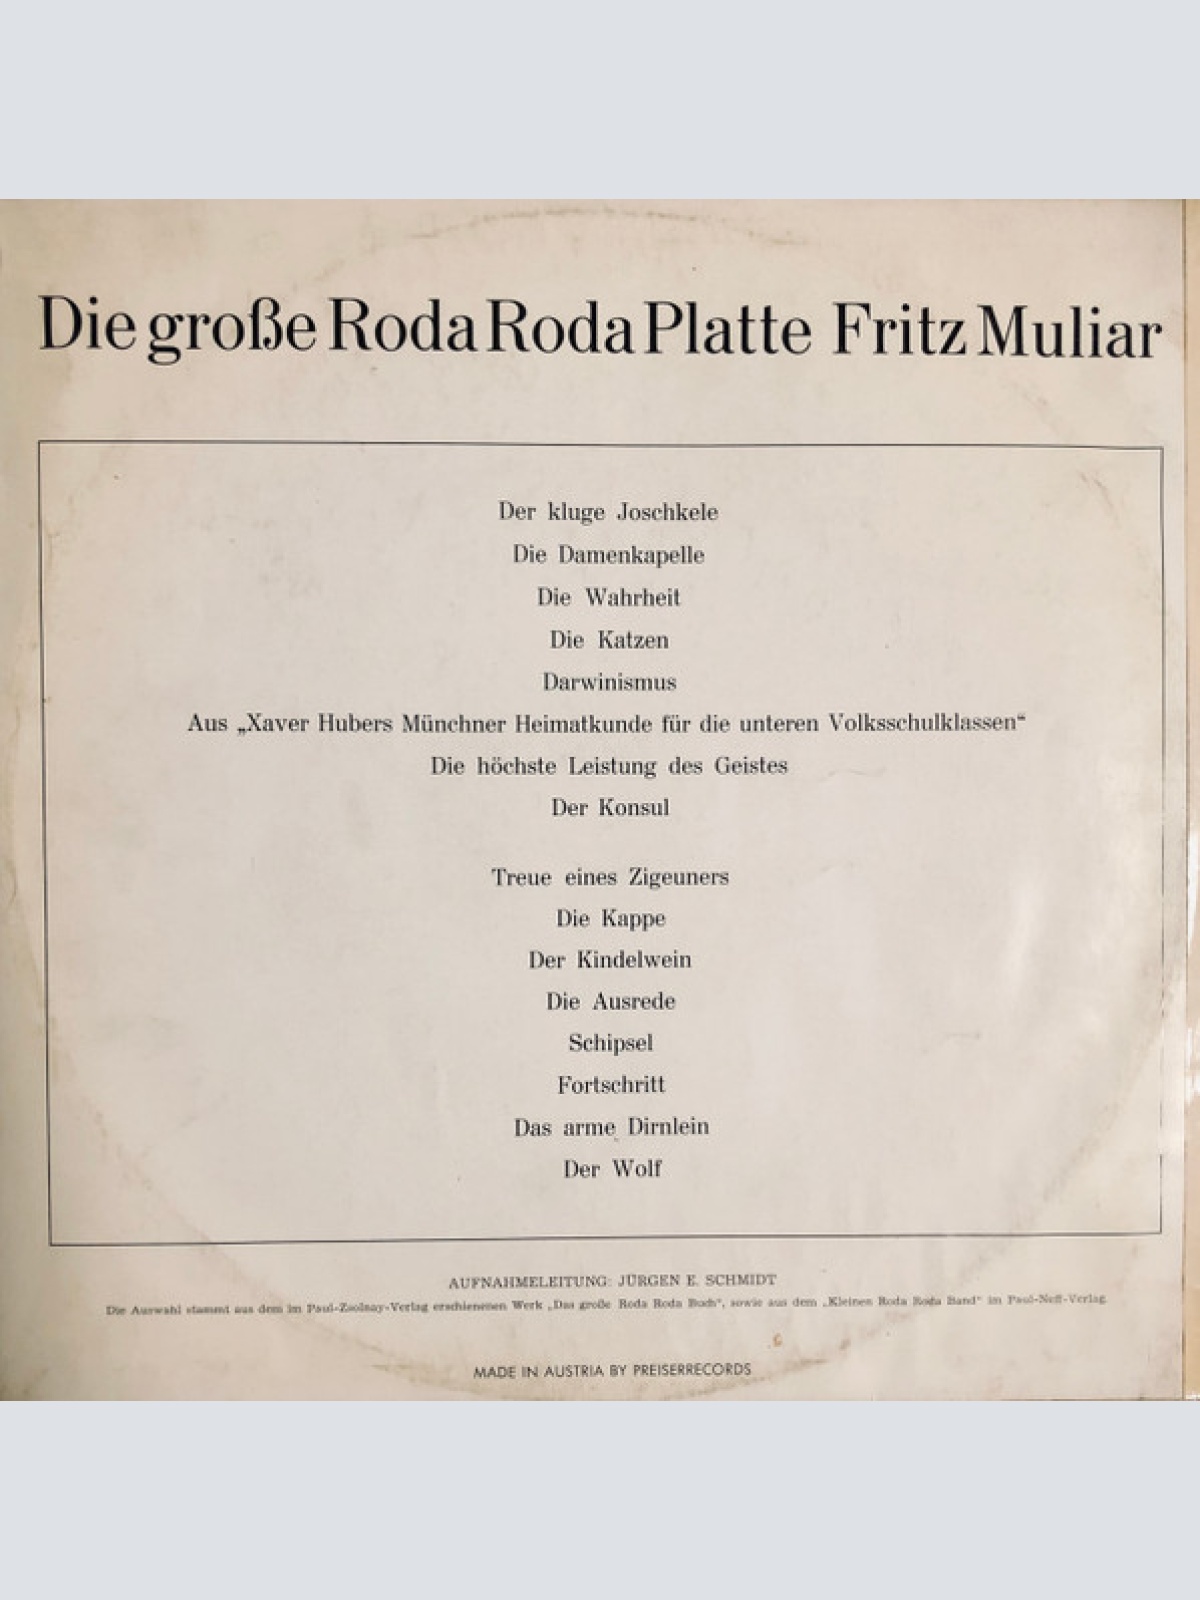 Die große Roda Roda Platte Fritz Muliar
Der kluge Joschkele
Die Damenkapelle
Die Wahrheit
Die Katzen
Darwinismus
Aus „Xaver Hubers Münchner Heimatkunde für die unteren Volksschulklassen“
Die höchste Leistung des Geistes
Der Konsul
Treue eines Zigeuners
Die Kappe
Der Kindelwein
Die Ausrede
Schipsel
Fortschritt
Das arme Dirnlein
Der Wolf
AUFNAHMELEITUNG: JÜRGEN E. SCHMIDT
Die Auswahl stammt aus dem im Paul-Zsolnay-Verlag erschienenen Werk „Das große Roda Roda Buch“, sowie aus dem „Kleinen Roda Roda Band“ im Paul-Neff-Verlag
MADE IN AUSTRIA BY PREISERRECORDS